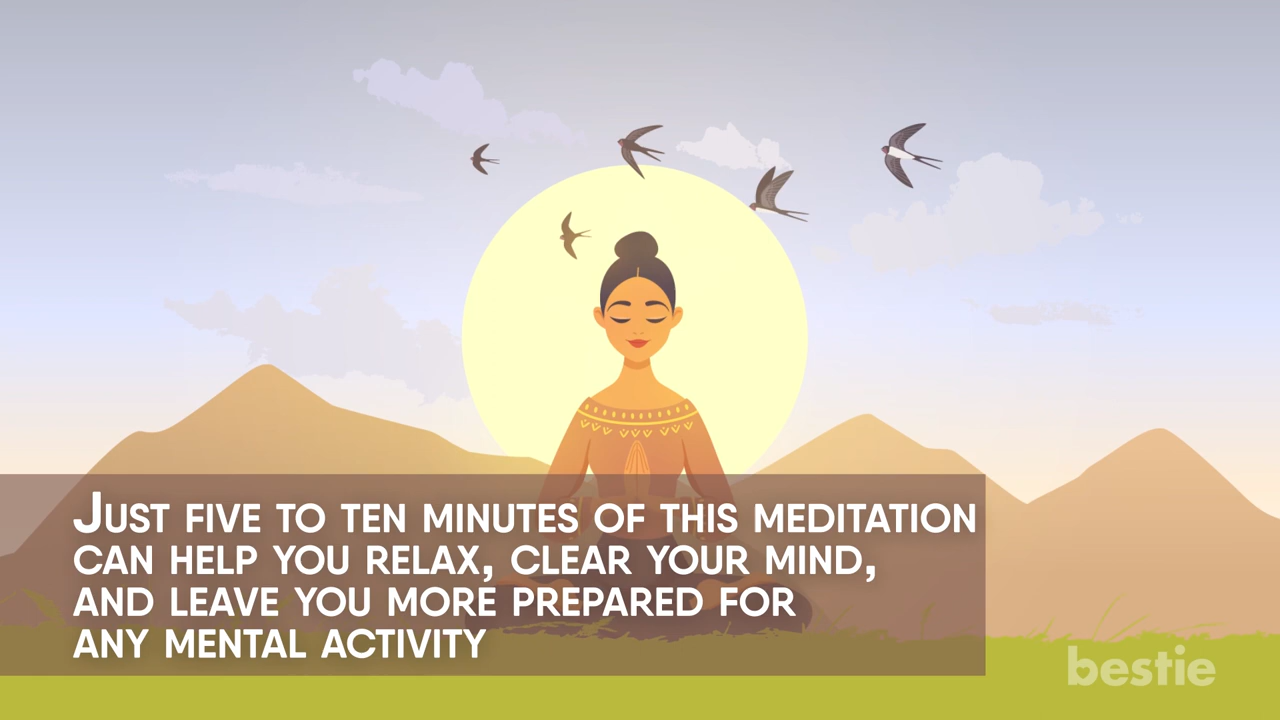 Just five to ten minutes of this meditation
can help you relax, clear your mind,
and leave you more prepared for
any mental activity
bestie